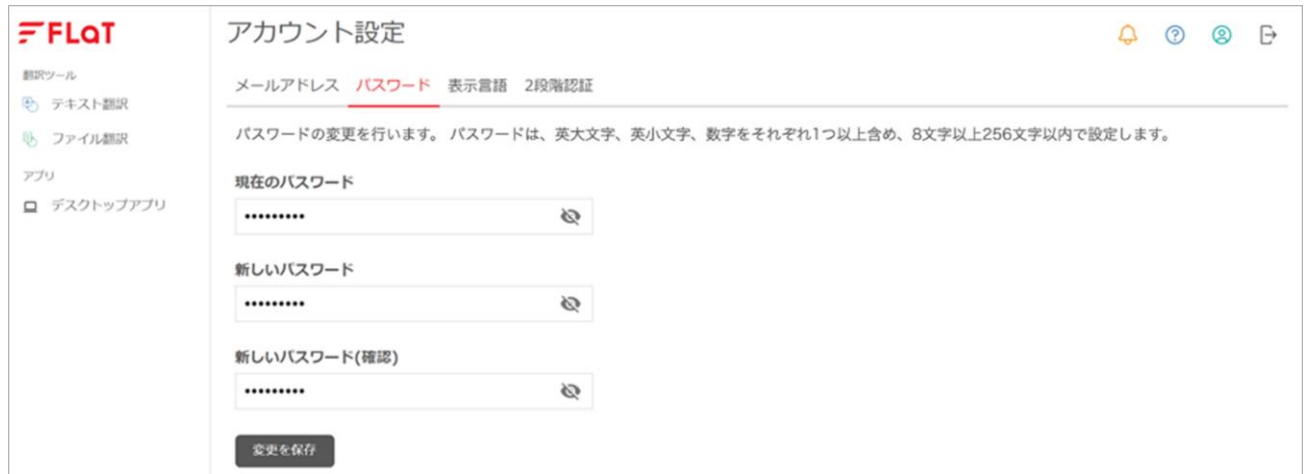 FLaT
アカウント設定
翻訳ツール
テキスト翻訳
ファイル翻訳
アプリ
デスクトップアプリ
メールアドレス パスワード 表示言語 2段階認証
パスワードの変更を行います。 パスワードは、英大文字、英小文字、数字をそれぞれ1つ以上含め、8文字以上256文字以内で設定します。
現在のパスワード
•••••••••
新しいパスワード
•••••••••
新しいパスワード(確認)
•••••••••
変更を保存